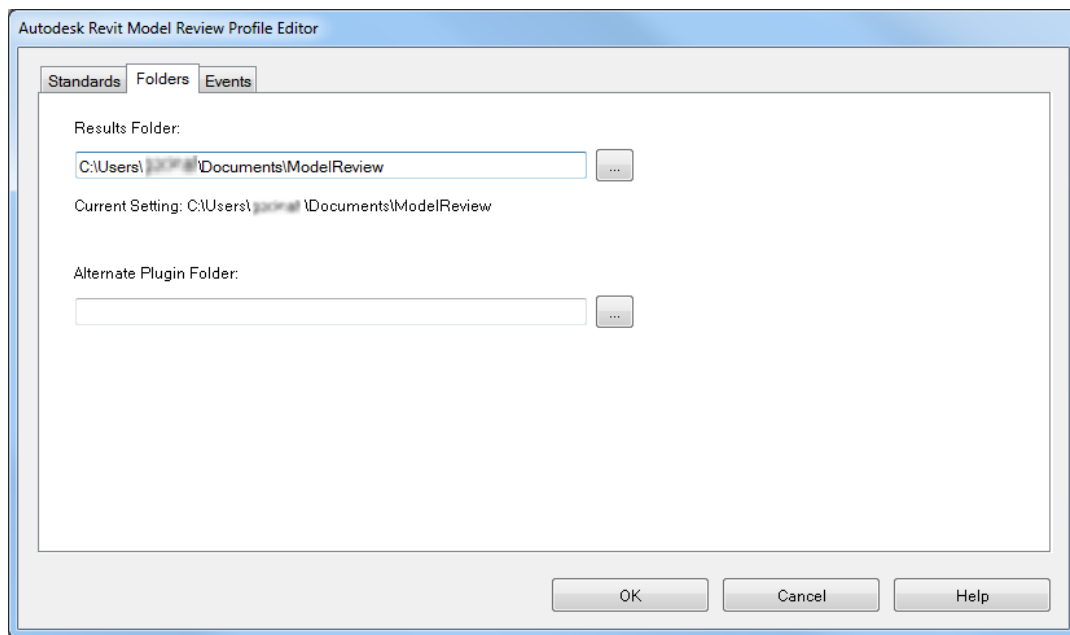 Autodesk Revit Model Review Profile Editor
Standards Folders Events
Results Folder:
C:\Users\ \Documents\ModelReview
...
Current Setting: C:\Users\ \Documents\ModelReview
Alternate Plugin Folder:
...
OK Cancel Help